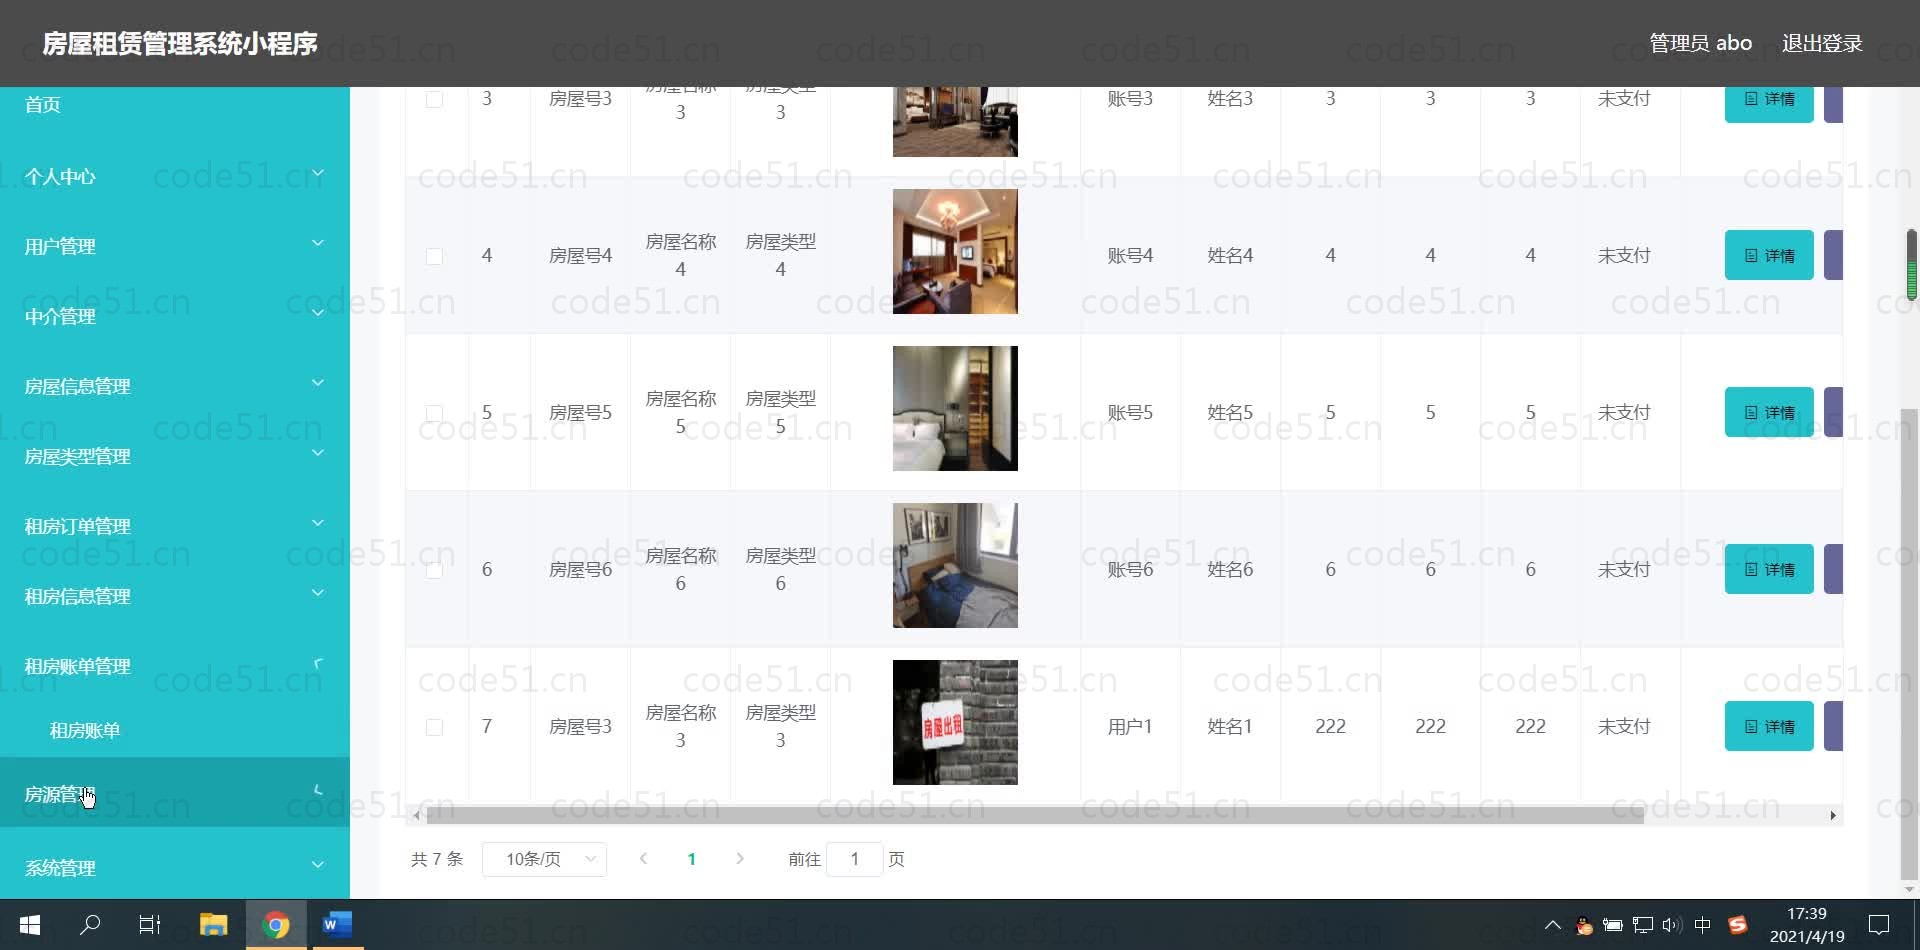 房屋租赁管理系统小程序
管理员 abo 退出登录
首页
个人中心
用户管理
中介管理
房屋信息管理
房屋类型管理
租房订单管理
租房信息管理
租房账单管理
租房账单
房源管理
系统管理
3 房屋号3 房屋名称3 房屋类型3 账号3 姓名3 3 3 3 未支付 详情
4 房屋号4 房屋名称4 房屋类型4 账号4 姓名4 4 4 4 未支付 详情
5 房屋号5 房屋名称5 房屋类型5 账号5 姓名5 5 5 5 未支付 详情
6 房屋号6 房屋名称6 房屋类型6 账号6 姓名6 6 6 6 未支付 详情
7 房屋号3 房屋名称3 房屋类型3 房屋出租 用户1 姓名1 222 222 222 未支付 详情
共 7 条 10条/页 1 前往 1 页
17:39
2021/4/19
中
code51.cn